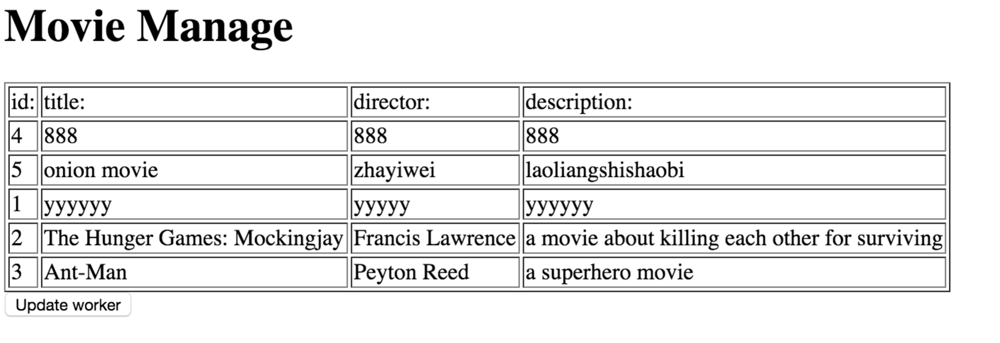 Movie Manage
id: title: director: description:
4 888 888 888
5 onion movie zhayiwei laoliangshishaobi
1 yyyyyy yyyyy yyyyyy
2 The Hunger Games: Mockingjay Francis Lawrence a movie about killing each other for surviving
3 Ant-Man Peyton Reed a superhero movie
Update worker